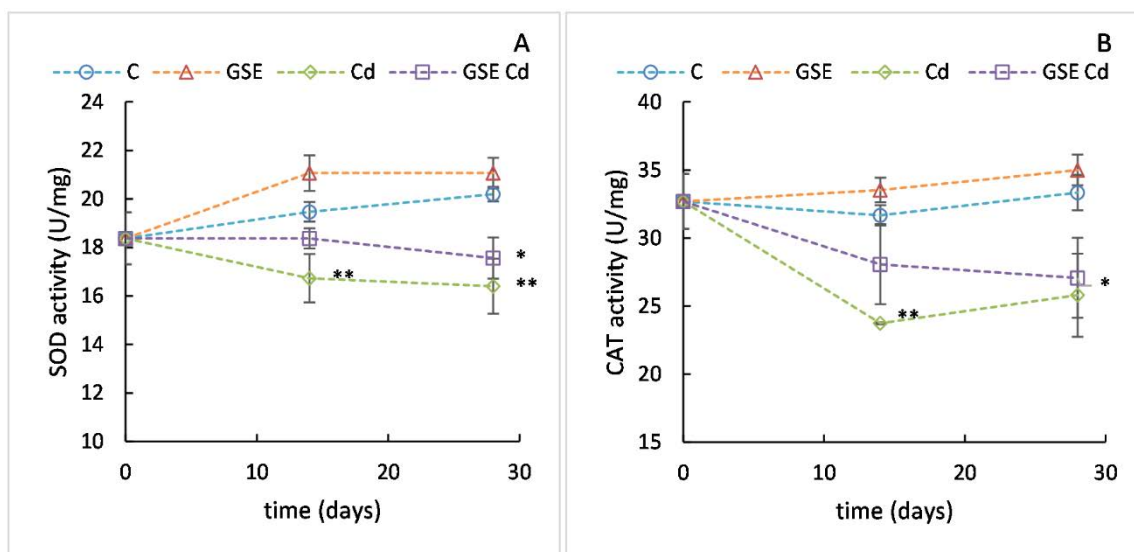 A
C GSE Cd GSE Cd
SOD activity (U/mg)
24
22
20
18
16
14
12
10
*
**
**
0 10 20 30
time (days)
B
C GSE Cd GSE Cd
CAT activity (U/mg)
40
35
30
25
20
15
**
*
0 10 20 30
time (days)